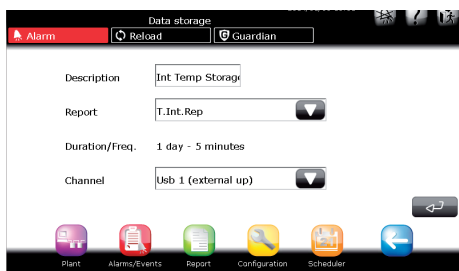 Data storage
Alarm Reload Guardian
Description Int Temp Storage
Report T.Int.Rep
Duration/Freq. 1 day - 5 minutes
Channel Usb 1 (external up)
Plant Alarms/Events Report Configuration Scheduler